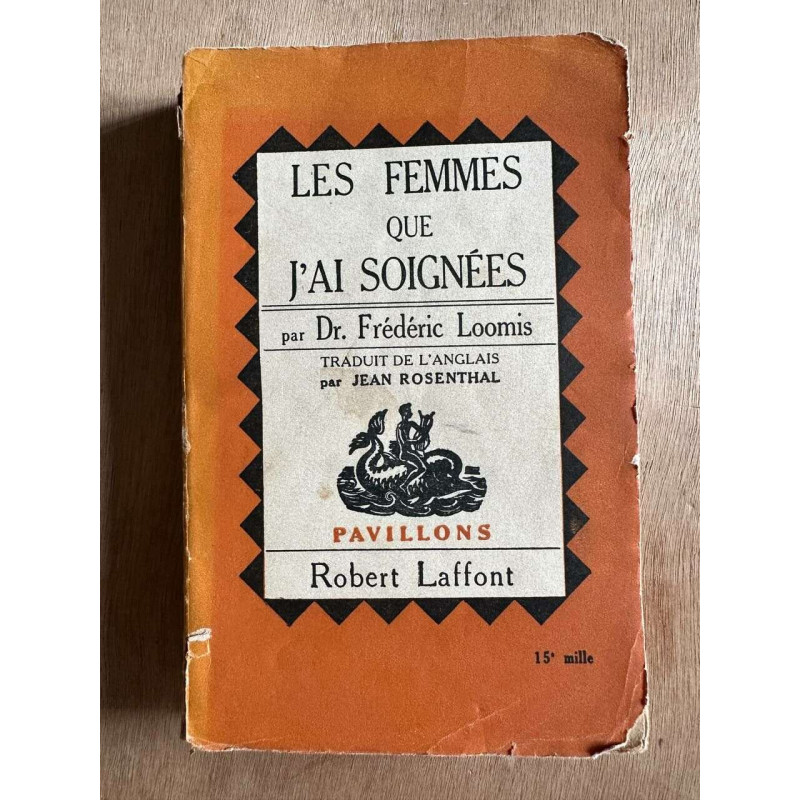 LES FEMMES
QUE
J'AI SOIGNÉES
par Dr. Frédéric Loomis
TRADUIT DE L'ANGLAIS
par JEAN ROSENTHAL
PAVILLONS
Robert Laffont
15e mille